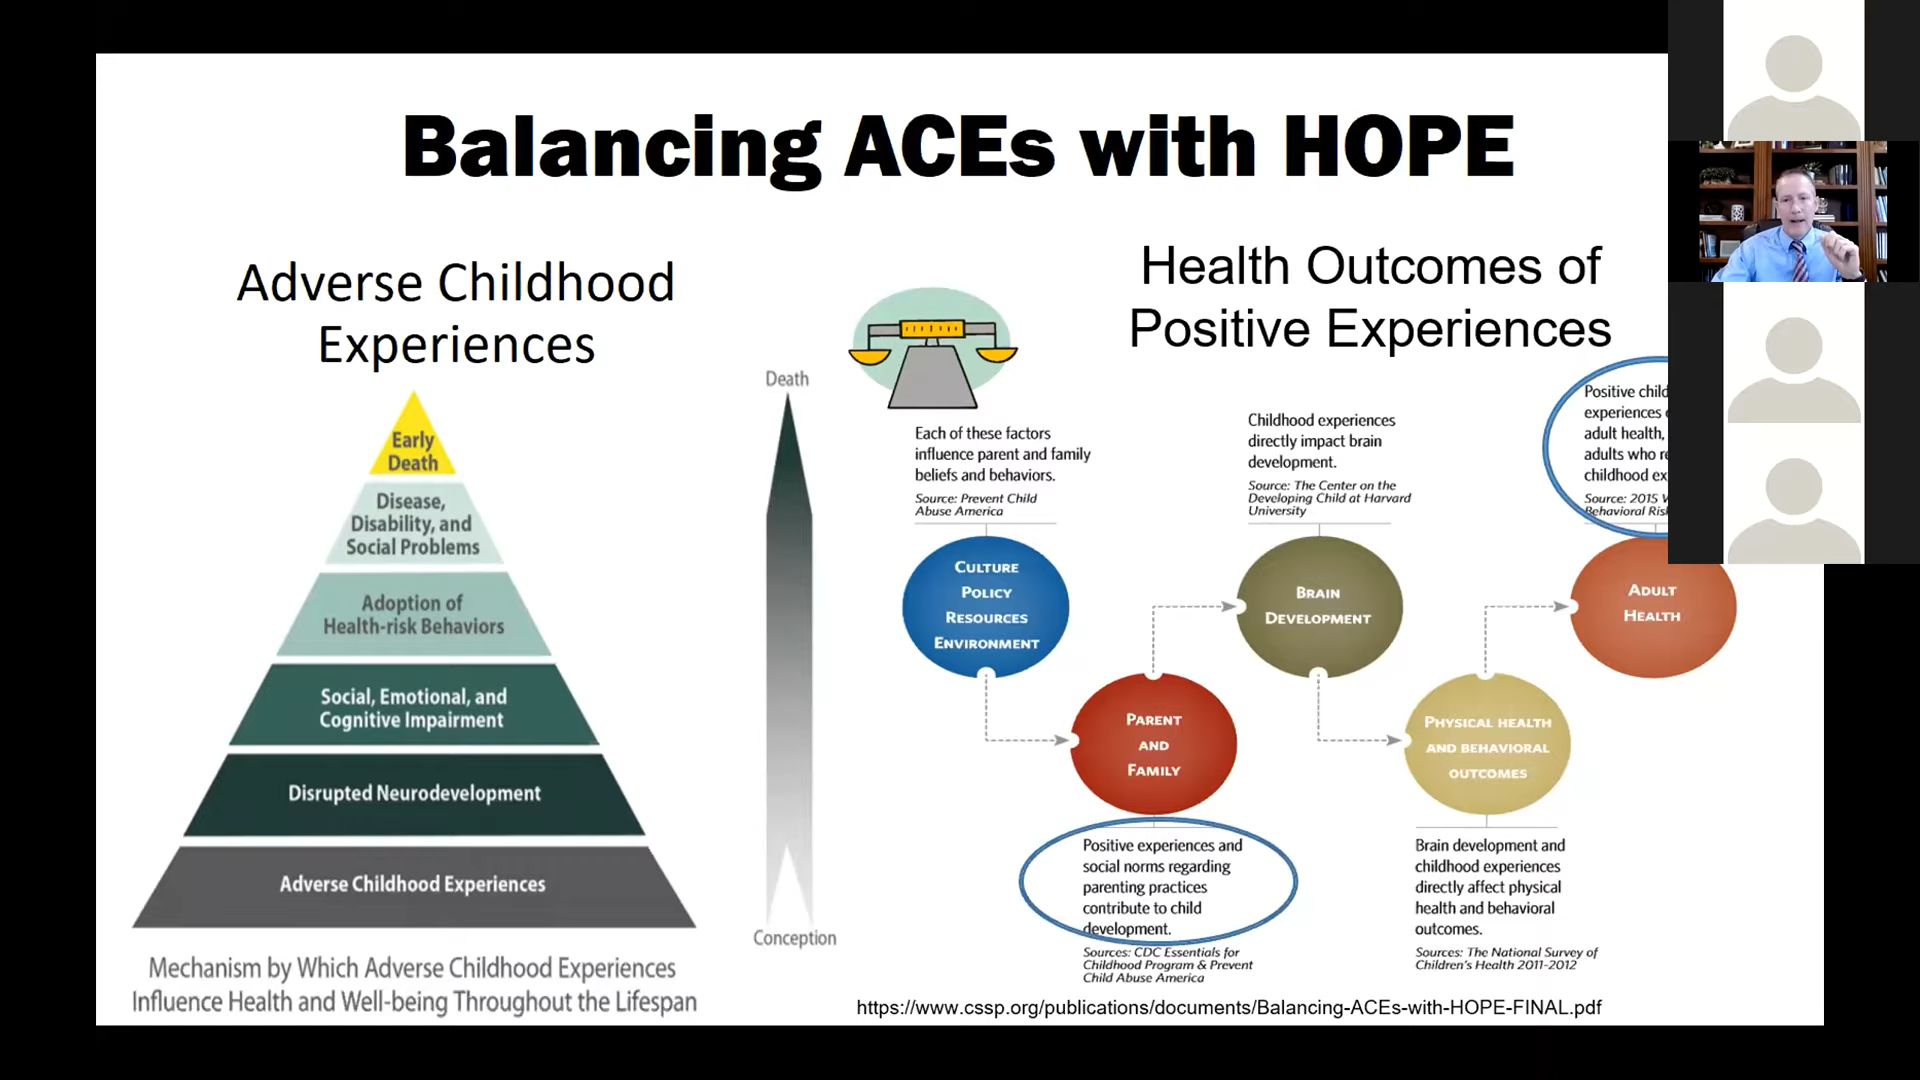 Balancing ACEs with HOPE
Adverse Childhood
Experiences
Early
Death
Disease,
Disability, and
Social Problems
Adoption of
Health-risk Behaviors
Social, Emotional, and
Cognitive Impairment
Disrupted Neurodevelopment
Adverse Childhood Experiences
Mechanism by Which Adverse Childhood Experiences
Influence Health and Well-being Throughout the Lifespan
Death
Conception
Health Outcomes of
Positive Experiences
Each of these factors
influence parent and family
beliefs and behaviors.
Source: Prevent Child
Abuse America
CULTURE
POLICY
RESOURCES
ENVIRONMENT
PARENT
AND
FAMILY
Positive experiences and
social norms regarding
parenting practices
contribute to child
development.
Sources: CDC Essentials for
Childhood Program & Prevent
Child Abuse America
Childhood experiences
directly impact brain
development.
Source: The Center on the
Developing Child at Harvard
University
BRAIN
DEVELOPMENT
PHYSICAL HEALTH
AND BEHAVIORAL
OUTCOMES
Brain development and
childhood experiences
directly affect physical
health and behavioral
outcomes.
Sources: The National Survey of
Children's Health 2011-2012
Positive
experiences
adult health,
adults who
childhood
Source: 2015
Behavioral
ADULT
HEALTH
https://www.cssp.org/publications/documents/Balancing-ACEs-with-HOPE-FINAL.pdf